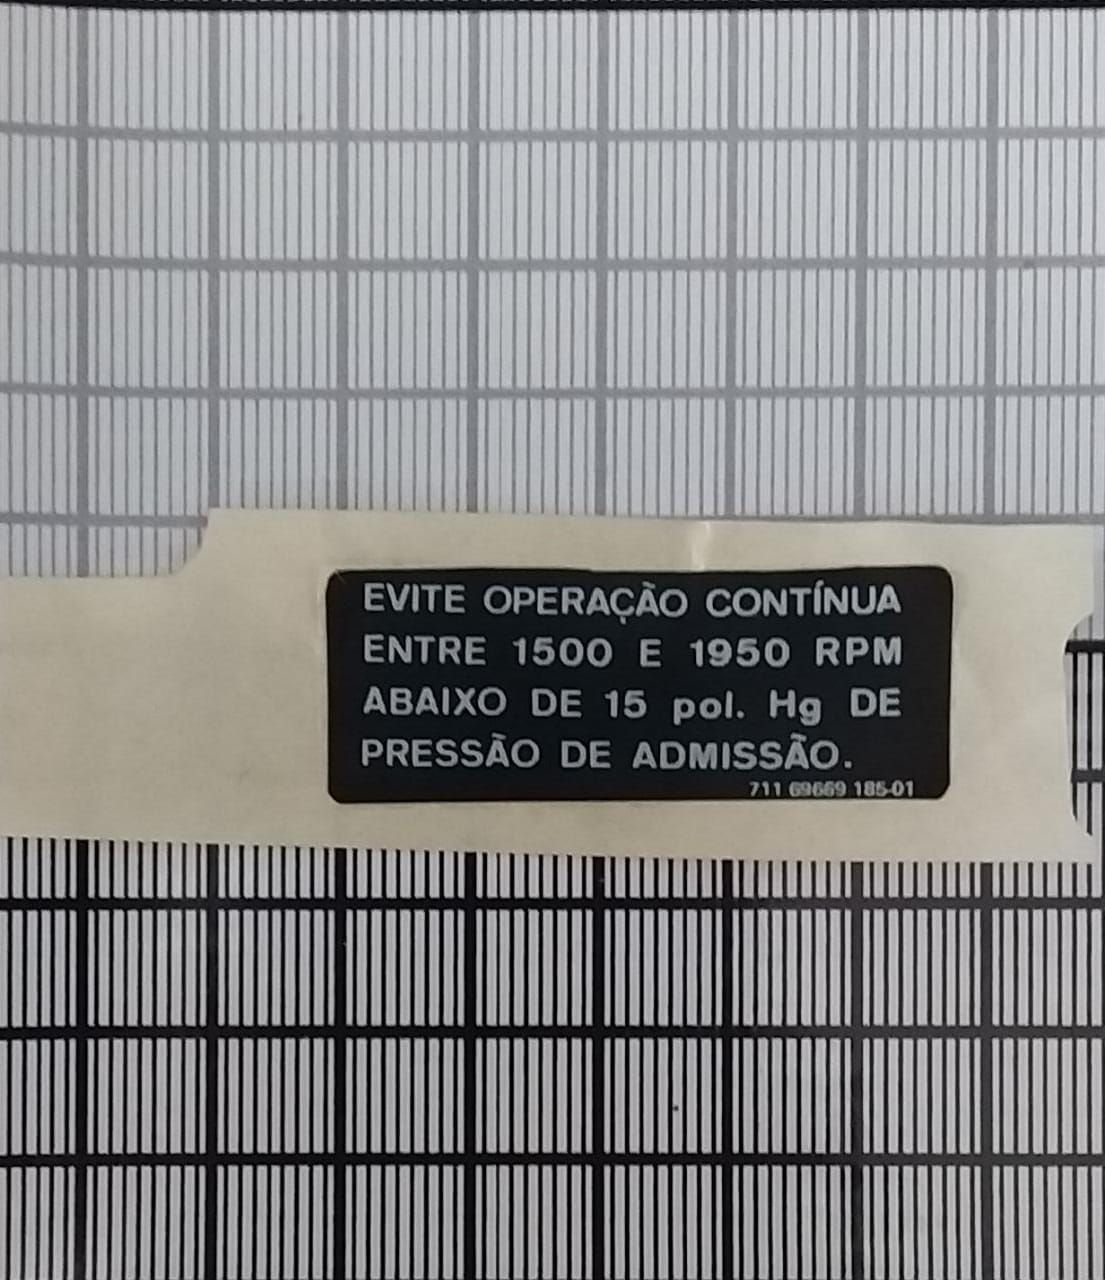 EVITE OPERAÇÃO CONTÍNUA
ENTRE 1500 E 1950 RPM
ABAIXO DE 15 pol. Hg DE
PRESSÃO DE ADMISSÃO.
711 69669 185-01